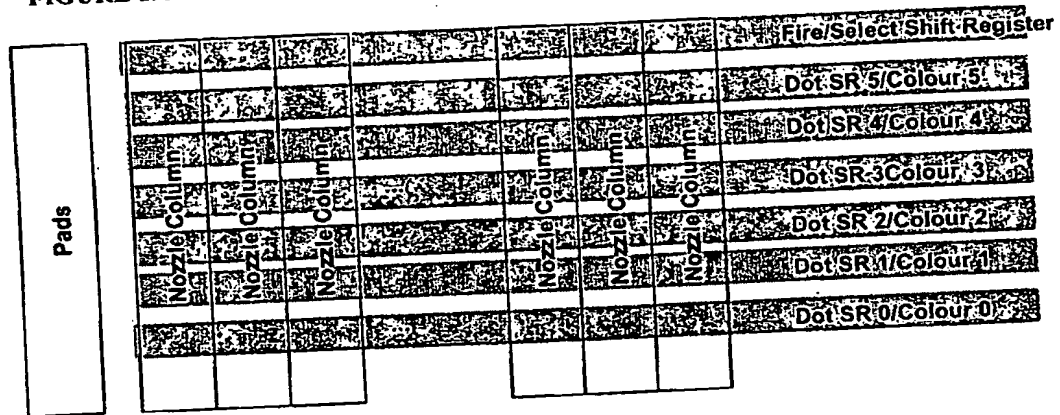 FIGURE
Fire/Select Shift Register
Dot SR 5/Colour 5
Dot SR 4/Colour 4
Dot SR 3Colour 3
Dot SR 2/Colour 2
Dot SR 1/Colour 1
Dot SR 0/Colour 0
Pads
Nozzle Column
Nozzle Column
Nozzle Column
Nozzle Column
Nozzle Column
Nozzle Column